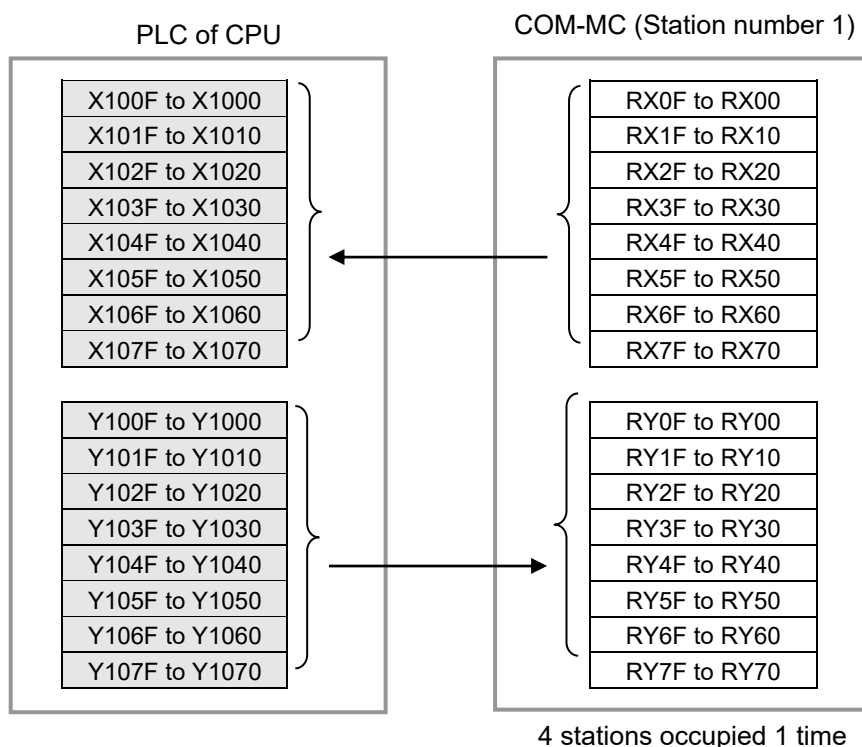 PLC of CPU
COM-MC (Station number 1)
X100F to X1000
X101F to X1010
X102F to X1020
X103F to X1030
X104F to X1040
X105F to X1050
X106F to X1060
X107F to X1070
RX0F to RX00
RX1F to RX10
RX2F to RX20
RX3F to RX30
RX4F to RX40
RX5F to RX50
RX6F to RX60
RX7F to RX70
Y100F to Y1000
Y101F to Y1010
Y102F to Y1020
Y103F to Y1030
Y104F to Y1040
Y105F to Y1050
Y106F to Y1060
Y107F to Y1070
RY0F to RY00
RY1F to RY10
RY2F to RY20
RY3F to RY30
RY4F to RY40
RY5F to RY50
RY6F to RY60
RY7F to RY70
4 stations occupied 1 time